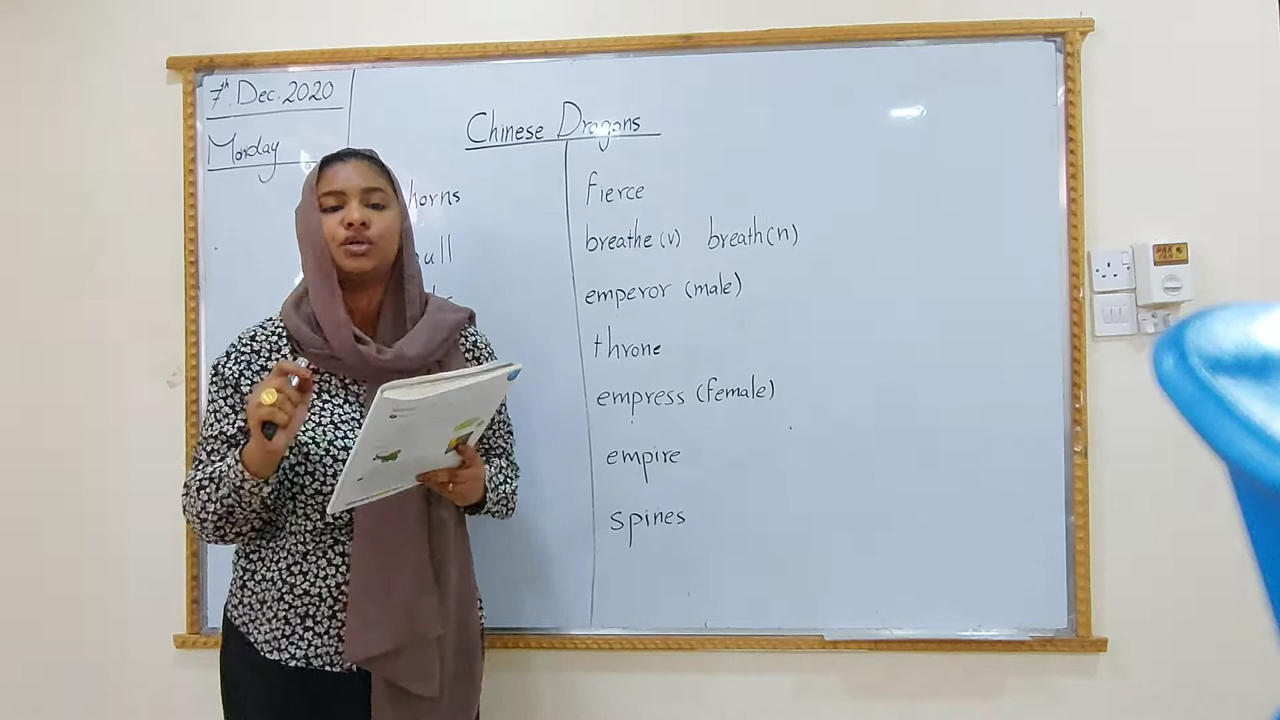 7th. Dec. 2020
Monday
Chinese Dragons
horns
fierce
breathe (v) breath(n)
emperor (male)
throne
empress (female)
empire
spines